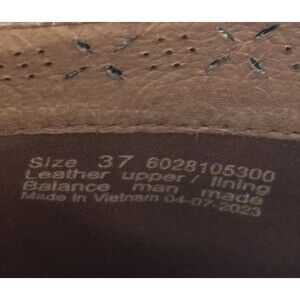 Size 37 6028105300
Leather upper / lining
Balance man made
Made in Vietnam 04-07-2023